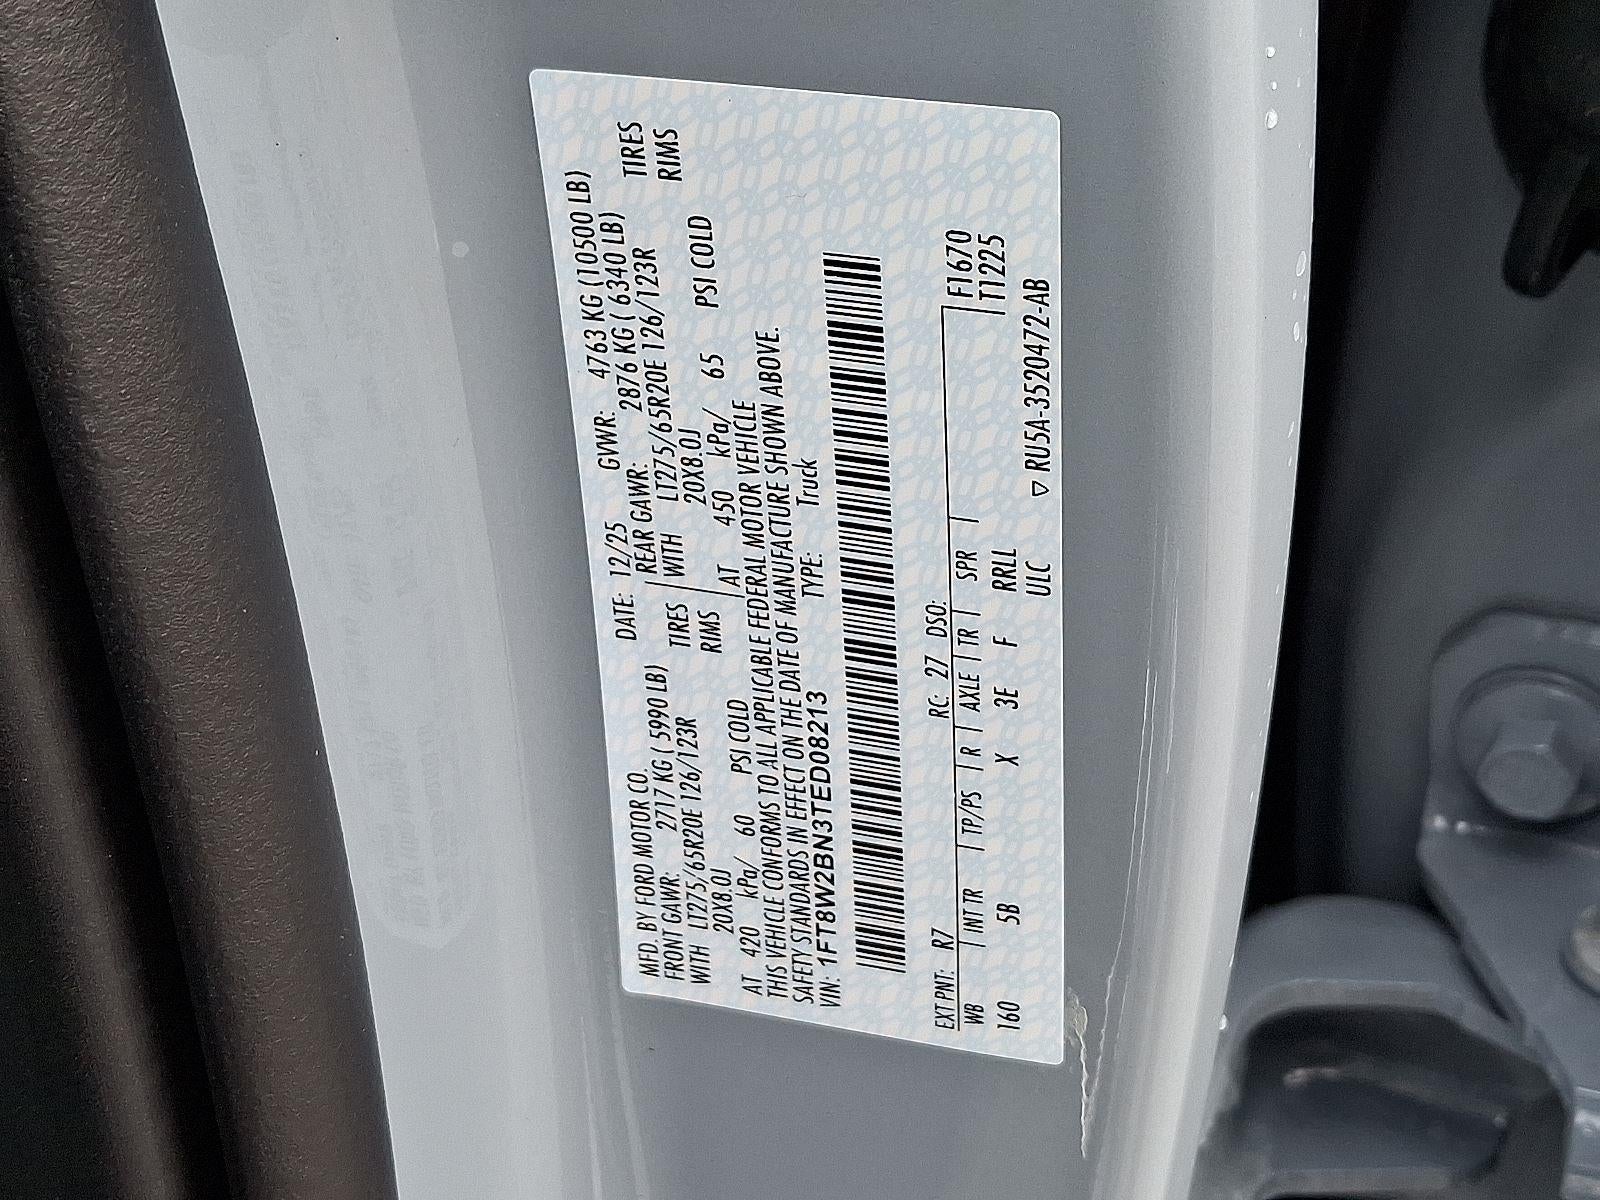 MFD. BY FORD MOTOR CO.
DATE: 12/25 GVWR: 4763 KG (10500 LB)
FRONT GAWR: 2717 KG ( 5990 LB)
REAR GAWR: 2876 KG ( 6340 LB)
WITH LT275/65R20E 126/123R TIRES
WITH LT275/65R20E 126/123R TIRES
20X8.0J RIMS
20X8.0J RIMS
AT 420 kPa/ 60 PSI COLD
AT 450 kPa/ 65 PSI COLD
THIS VEHICLE CONFORMS TO ALL APPLICABLE FEDERAL MOTOR VEHICLE
SAFETY STANDARDS IN EFFECT ON THE DATE OF MANUFACTURE SHOWN ABOVE.
VIN: 1FT8W2BN3TED08213 TYPE: Truck
EXT PNT: R7 RC: 27 DSO:
WB INT TR TP/PS R AXLE TR SPR F1670
160 5B X 3E F RRLL T1225
ULC ▽ RU5A-3520472-AB